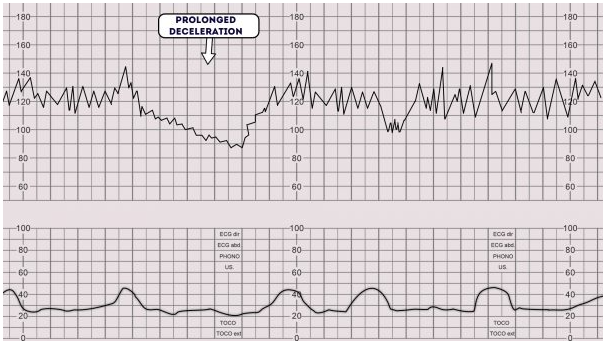 PROLONGED
DECELERATION
180 180 180
160 160 160
140 140 140
120 120 120
100 100 100
80 80 80
60 60 60
100 100 100
ECG dir ECG dir
ECG abd. ECG abd.
80 80 80
PHONO PHONO
US. US.
60 60 60
40 40 40
20 20 20
TOCO TOCO
TOCO ext TOCO ext
0 0 0